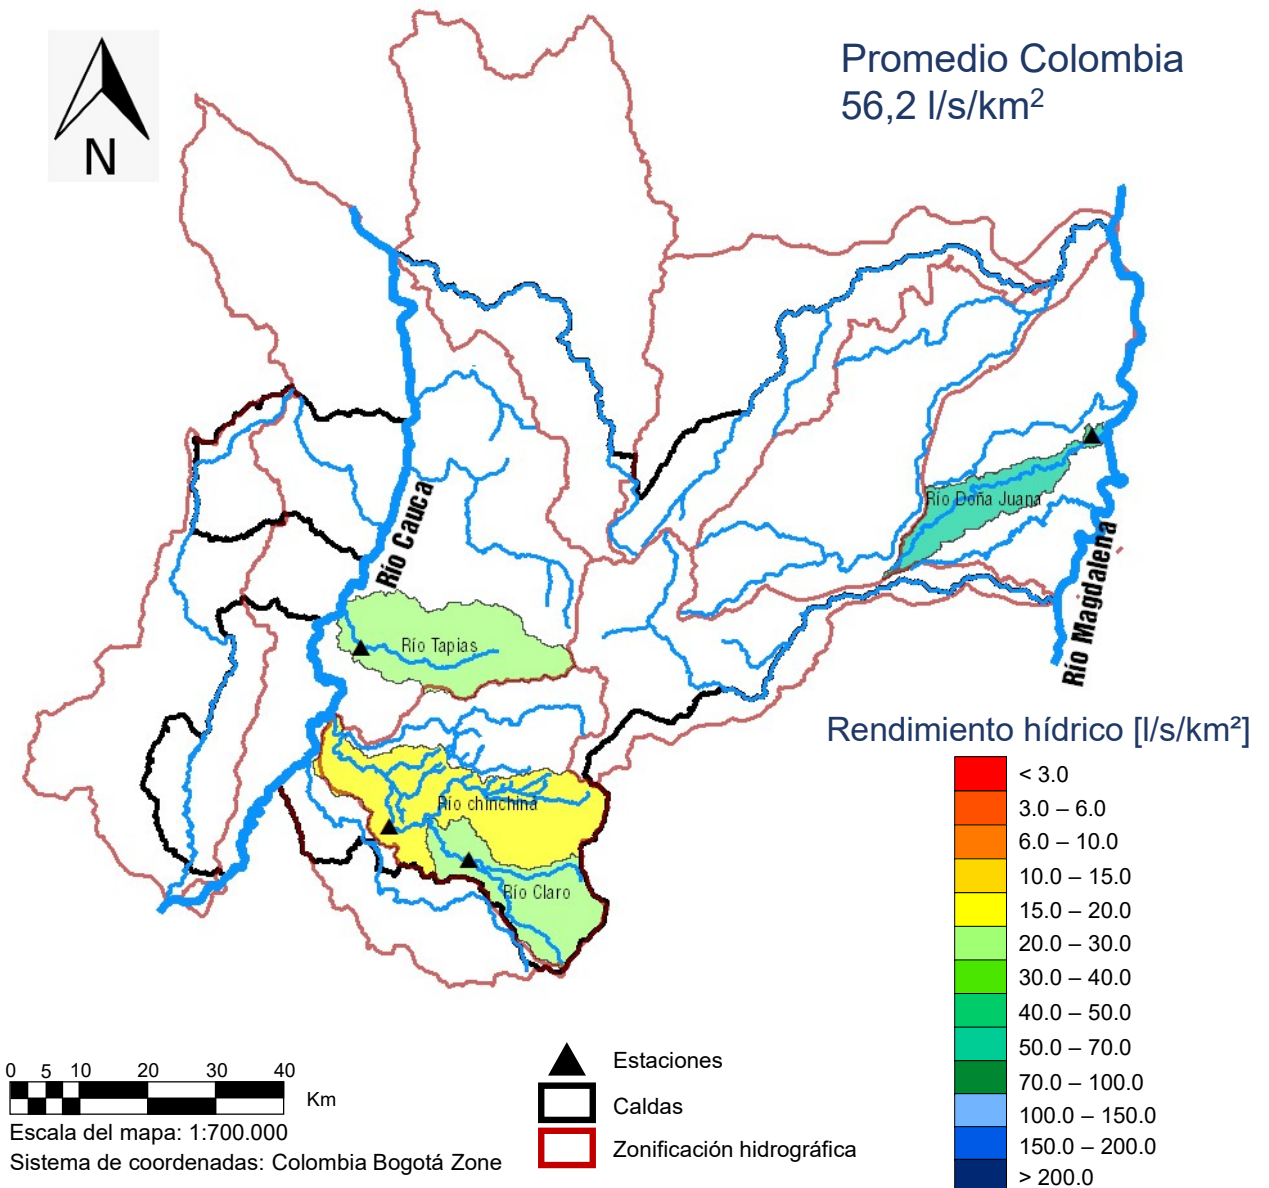 N
Promedio Colombia
56,2 l/s/km²
Río Cauca
Río Doña Juana
Río Magdalena
Río Tapias
Río chinchiná
Río Claro
Rendimiento hídrico [l/s/km²]
< 3.0
3.0 – 6.0
6.0 – 10.0
10.0 – 15.0
15.0 – 20.0
20.0 – 30.0
30.0 – 40.0
40.0 – 50.0
50.0 – 70.0
70.0 – 100.0
100.0 – 150.0
150.0 – 200.0
> 200.0
0 5 10 20 30 40
Km
Escala del mapa: 1:700.000
Sistema de coordenadas: Colombia Bogotá Zone
Estaciones
Caldas
Zonificación hidrográfica